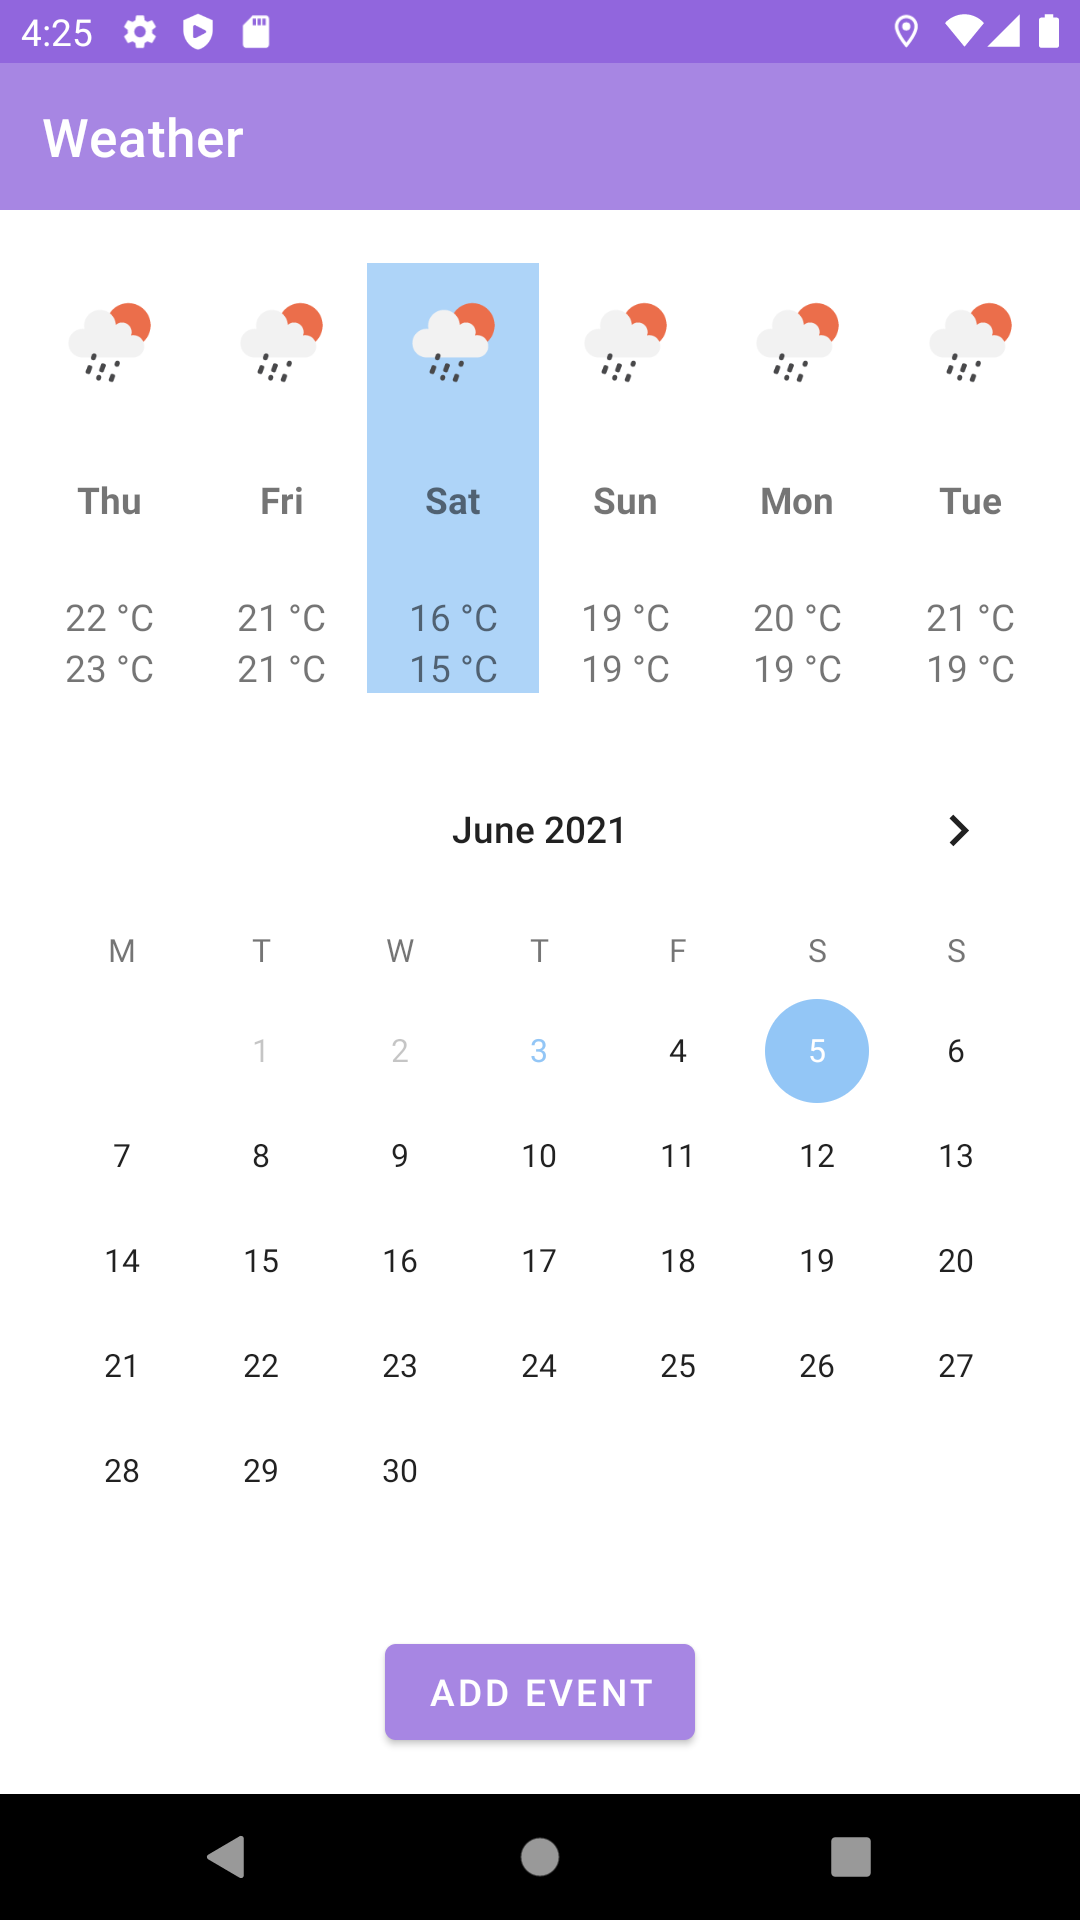 4:25
Weather
Thu Fri Sat Sun Mon Tue
22 °C 21 °C 16 °C 19 °C 20 °C 21 °C
23 °C 21 °C 15 °C 19 °C 19 °C 19 °C
June 2021
M T W T F S S
1 2 3 4 5 6
7 8 9 10 11 12 13
14 15 16 17 18 19 20
21 22 23 24 25 26 27
28 29 30
ADD EVENT